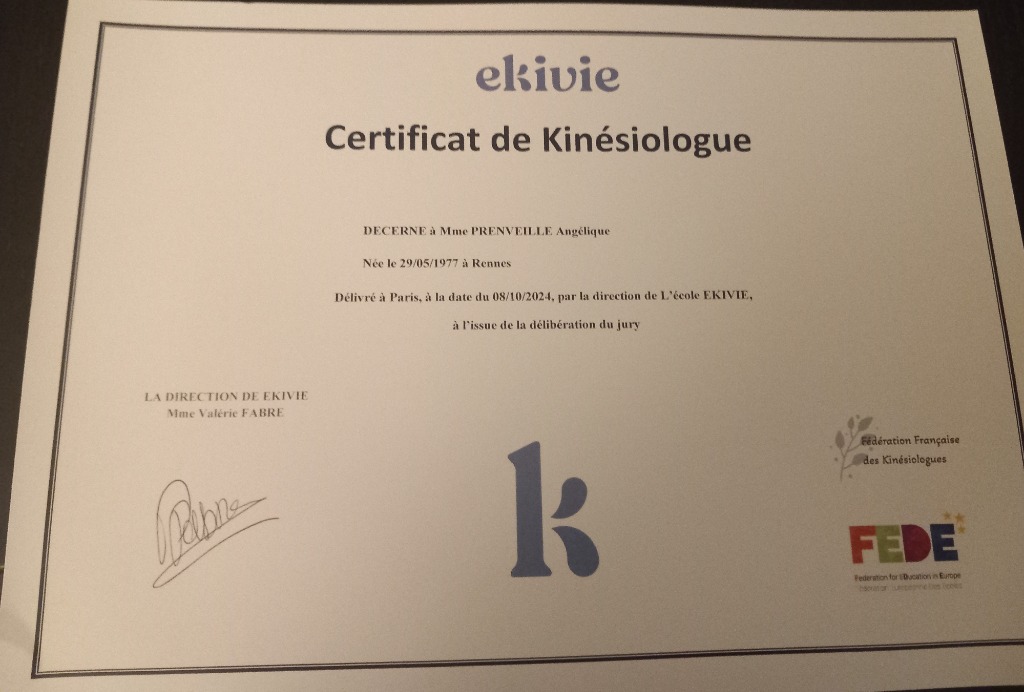 ekivie
Certificat de Kinésiologue
DECERNE à Mme PRENVEILLE Angélique
Née le 29/05/1977 à Rennes
Délivré à Paris, à la date du 08/10/2024, par la direction de L'école EKIVIE,
à l'issue de la délibération du jury
LA DIRECTION DE EKIVIE
Mme Valérie FABRE
k
Fédération Française
des Kinésiologues
FEDE
Federation for EDucation in Europe